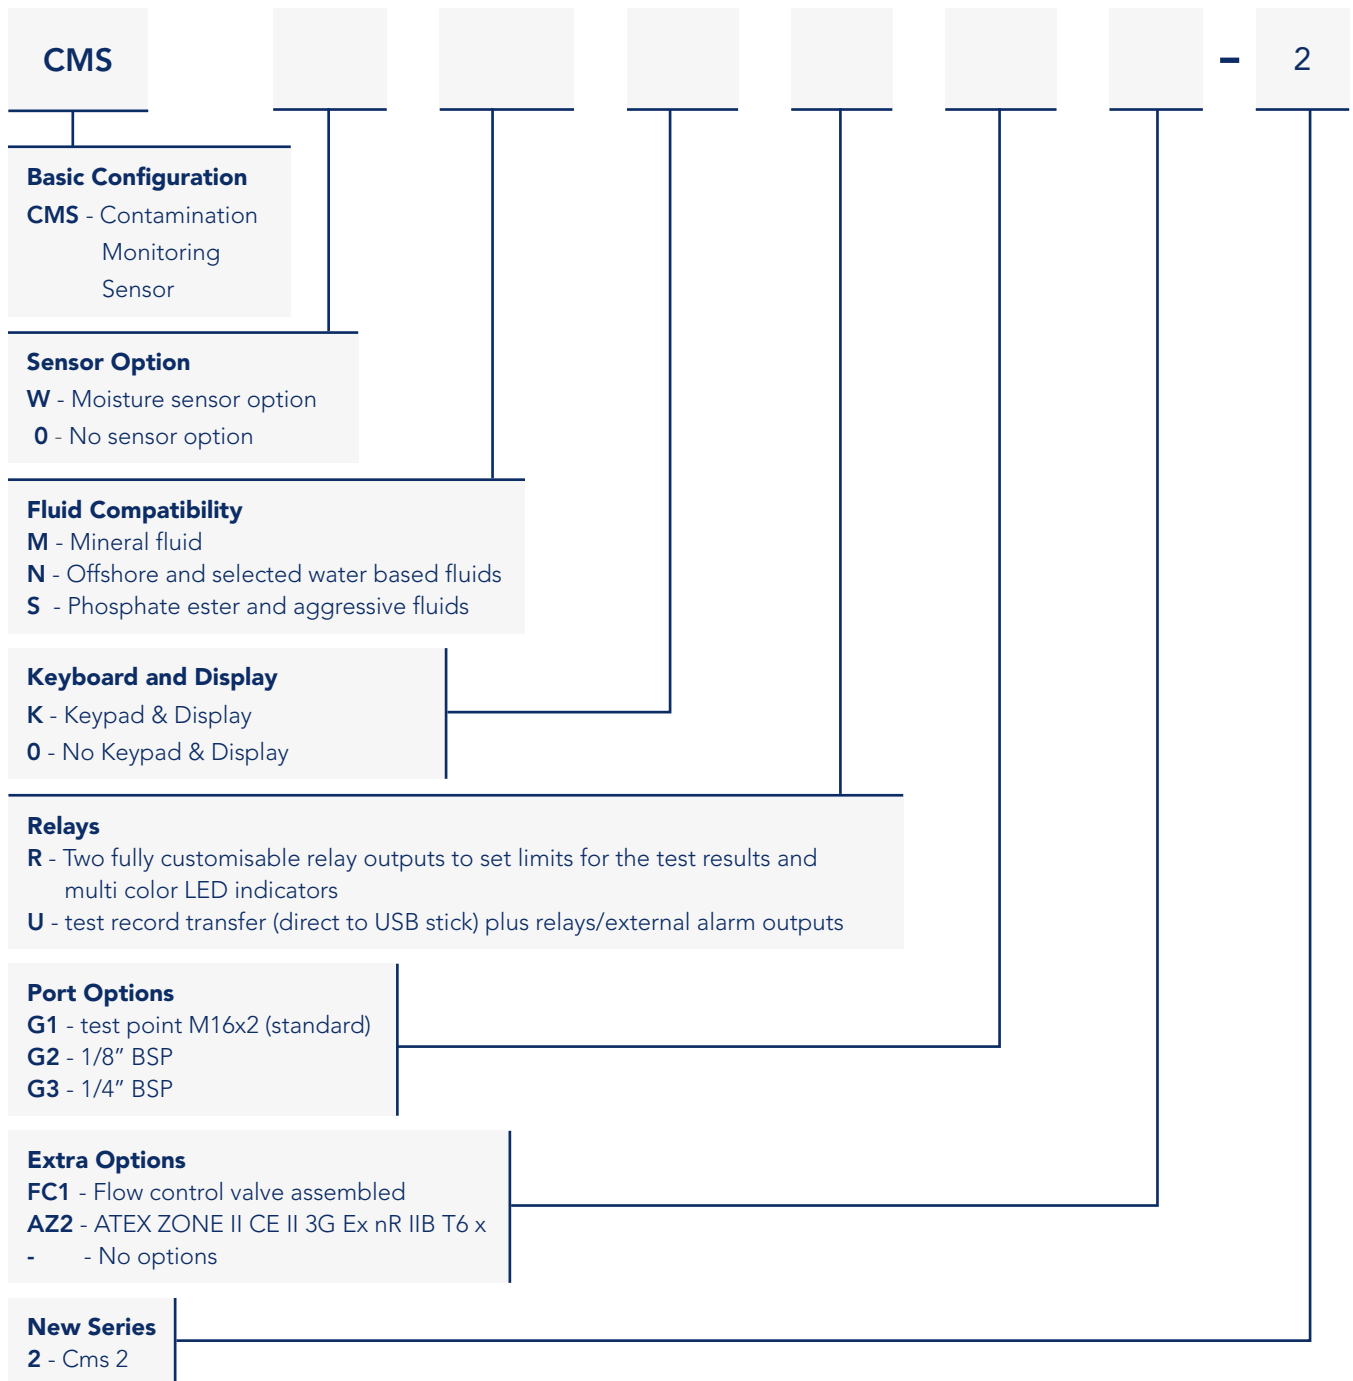 CMS - 2
Basic Configuration
CMS - Contamination
Monitoring
Sensor
Sensor Option
W - Moisture sensor option
0 - No sensor option
Fluid Compatibility
M - Mineral fluid
N - Offshore and selected water based fluids
S - Phosphate ester and aggressive fluids
Keyboard and Display
K - Keypad & Display
0 - No Keypad & Display
Relays
R - Two fully customisable relay outputs to set limits for the test results and
multi color LED indicators
U - test record transfer (direct to USB stick) plus relays/external alarm outputs
Port Options
G1 - test point M16x2 (standard)
G2 - 1/8” BSP
G3 - 1/4” BSP
Extra Options
FC1 - Flow control valve assembled
AZ2 - ATEX ZONE II CE II 3G Ex nR IIB T6 x
- - No options
New Series
2 - Cms 2